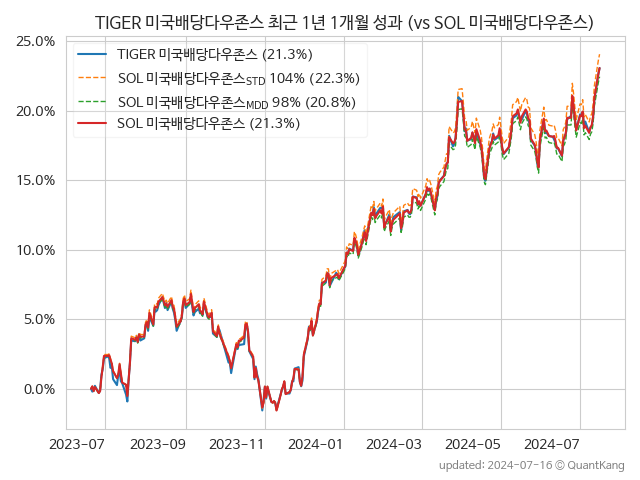 TIGER 미국배당다우존스 최근 1년 1개월 성과 (vs SOL 미국배당다우존스)
25.0%
20.0%
15.0%
10.0%
5.0%
0.0%
TIGER 미국배당다우존스 (21.3%)
SOL 미국배당다우존스STD 104% (22.3%)
SOL 미국배당다우존스MDD 98% (20.8%)
SOL 미국배당다우존스 (21.3%)
2023-07 2023-09 2023-11 2024-01 2024-03 2024-05 2024-07
updated: 2024-07-16 © QuantKang